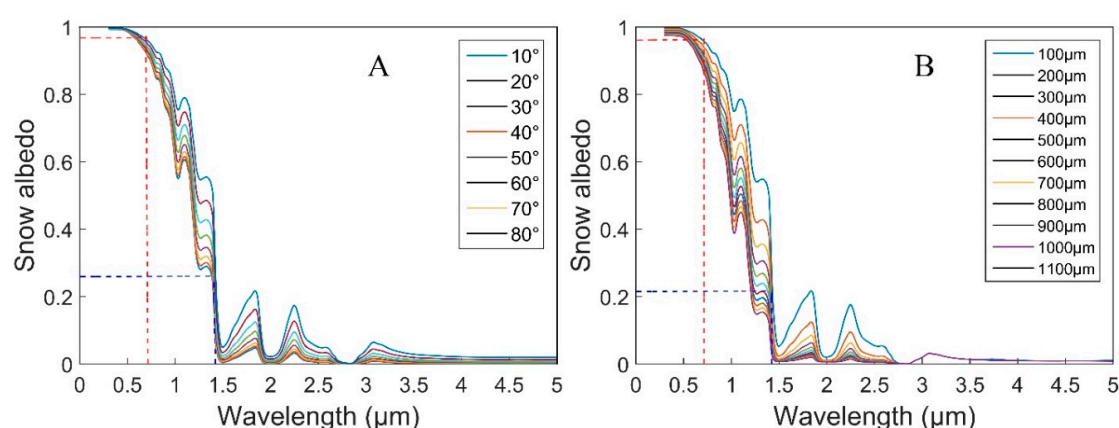 A
Snow albedo
1
0.8
0.6
0.4
0.2
0
0 0.5 1 1.5 2 2.5 3 3.5 4 4.5 5
Wavelength (µm)
10°
20°
30°
40°
50°
60°
70°
80°
B
Snow albedo
1
0.8
0.6
0.4
0.2
0
0 0.5 1 1.5 2 2.5 3 3.5 4 4.5 5
Wavelength (µm)
100µm
200µm
300µm
400µm
500µm
600µm
700µm
800µm
900µm
1000µm
1100µm